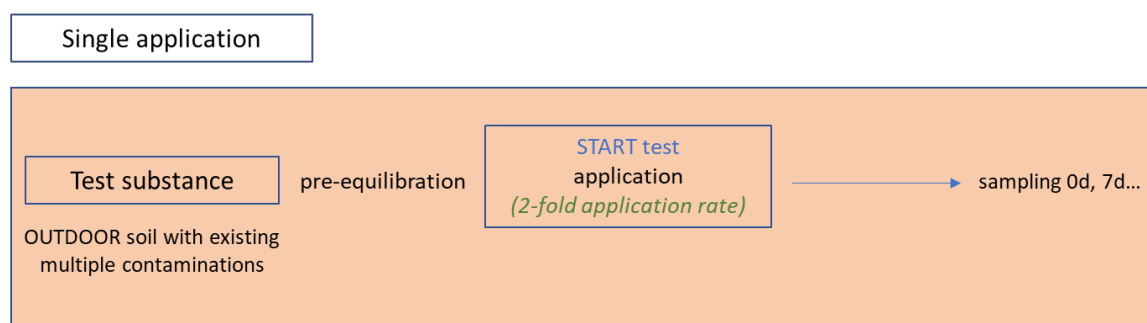 Single application
Test substance
pre-equilibration
START test
application
(2-fold application rate)
sampling 0d, 7d...
OUTDOOR soil with existing
multiple contaminations